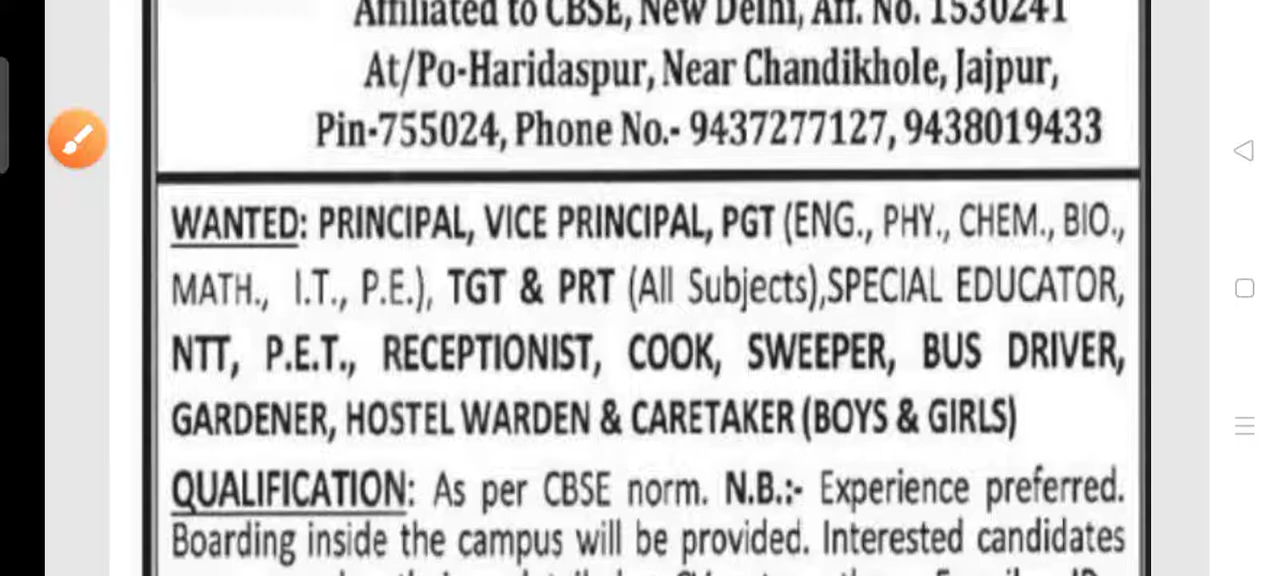 Affiliated to CBSE, New Delhi, Aff. No. 1530241
At/Po-Haridaspur, Near Chandikhole, Jajpur,
Pin-755024, Phone No.- 9437277127, 9438019433
WANTED: PRINCIPAL, VICE PRINCIPAL, PGT (ENG., PHY., CHEM., BIO.,
MATH., I.T., P.E.), TGT & PRT (All Subjects),SPECIAL EDUCATOR,
NTT, P.E.T., RECEPTIONIST, COOK, SWEEPER, BUS DRIVER,
GARDENER, HOSTEL WARDEN & CARETAKER (BOYS & GIRLS)
QUALIFICATION: As per CBSE norm. N.B.:- Experience preferred.
Boarding inside the campus will be provided. Interested candidates